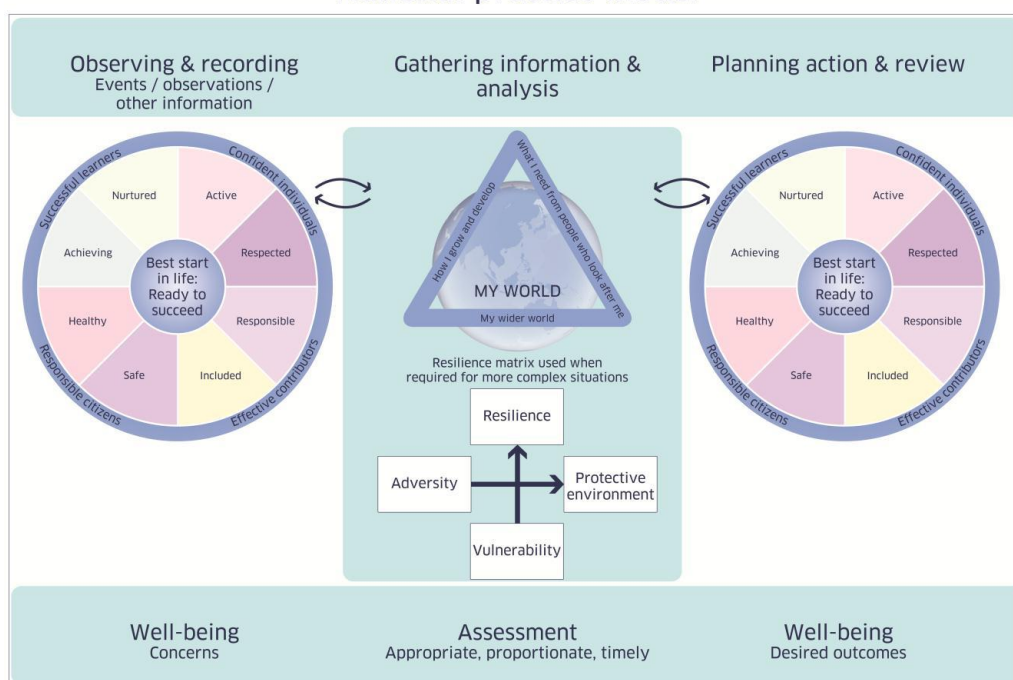 Observing & recording
Events / observations /
other information
Gathering information &
analysis
Planning action & review
Successful learners
Confident individuals
Nurtured
Active
Achieving
Respected
Best start
in life:
Ready to
succeed
Healthy
Responsible
Safe
Included
Responsible citizens
Effective contributors
How I grow and develop
What I need from people who look after me
MY WORLD
My wider world
Resilience matrix used when
required for more complex situations
Resilience
Adversity
Protective
environment
Vulnerability
Successful learners
Confident individuals
Nurtured
Active
Achieving
Respected
Best start
in life:
Ready to
succeed
Healthy
Responsible
Safe
Included
Responsible citizens
Effective contributors
Well-being
Concerns
Assessment
Appropriate, proportionate, timely
Well-being
Desired outcomes